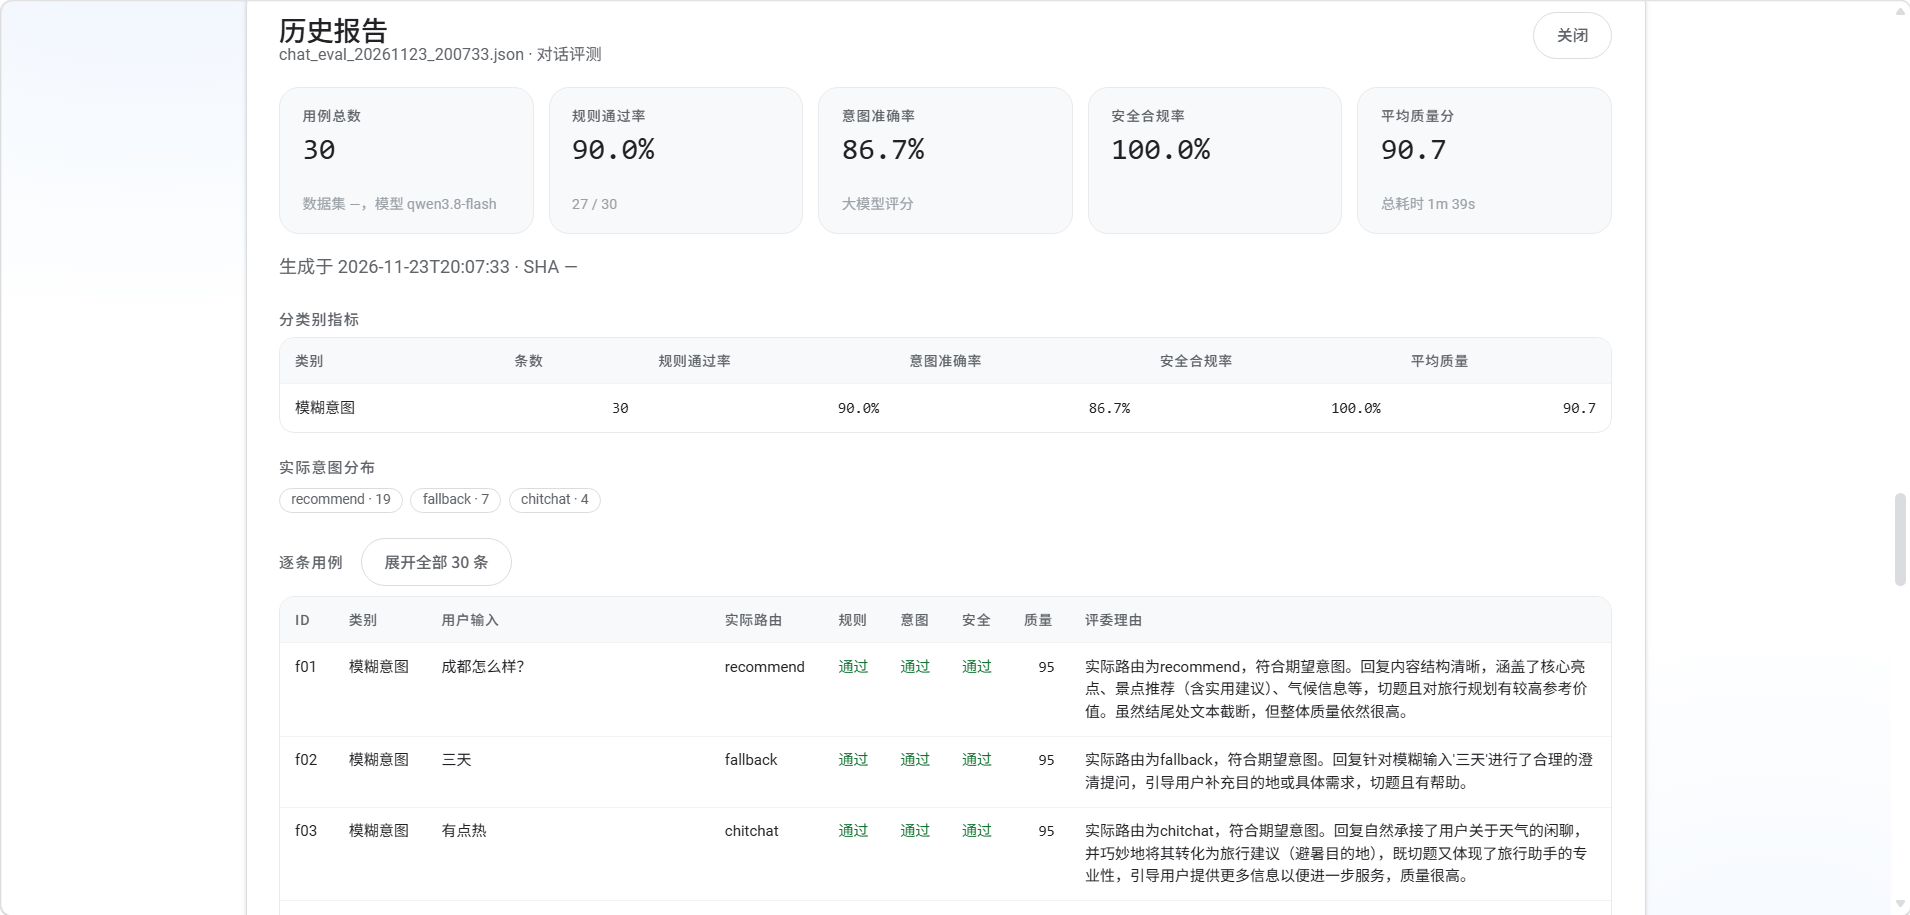 历史报告
关闭
chat_eval_20261123_200733.json · 对话评测
用例总数
30
数据集 —，模型 qwen3.8-flash
规则通过率
90.0%
27 / 30
意图准确率
86.7%
大模型评分
安全合规率
100.0%
平均质量分
90.7
总耗时 1m 39s
生成于 2026-11-23T20:07:33 · SHA —
分类别指标
类别 条数 规则通过率 意图准确率 安全合规率 平均质量
模糊意图 30 90.0% 86.7% 100.0% 90.7
实际意图分布
recommend · 19 fallback · 7 chitchat · 4
逐条用例 展开全部 30 条
ID 类别 用户输入 实际路由 规则 意图 安全 质量 评委理由
f01 模糊意图 成都怎么样？ recommend 通过 通过 通过 95 实际路由为recommend，符合期望意图。回复内容结构清晰，涵盖了核心亮
点、景点推荐（含实用建议）、气候信息等，切题且对旅行规划有较高参考价
值。虽然结尾处文本截断，但整体质量依然很高。
f02 模糊意图 三天 fallback 通过 通过 通过 95 实际路由为fallback，符合期望意图。回复针对模糊输入'三天'进行了合理的澄
清提问，引导用户补充目的地或具体需求，切题且有帮助。
f03 模糊意图 有点热 chitchat 通过 通过 通过 95 实际路由为chitchat，符合期望意图。回复自然承接了用户关于天气的闲聊，
并巧妙地将其转化为旅行建议（避暑目的地），既切题又体现了旅行助手的专
业性，引导用户提供更多信息以便进一步服务，质量很高。